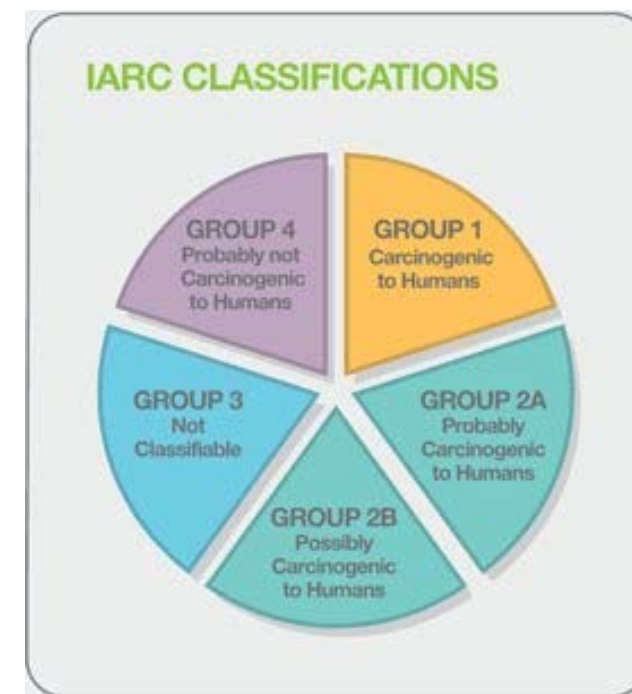 IARC CLASSIFICATIONS
GROUP 1
Carcinogenic
to Humans
GROUP 2A
Probably
Carcinogenic
to Humans
GROUP 2B
Possibly
Carcinogenic
to Humans
GROUP 3
Not
Classifiable
GROUP 4
Probably not
Carcinogenic
to Humans